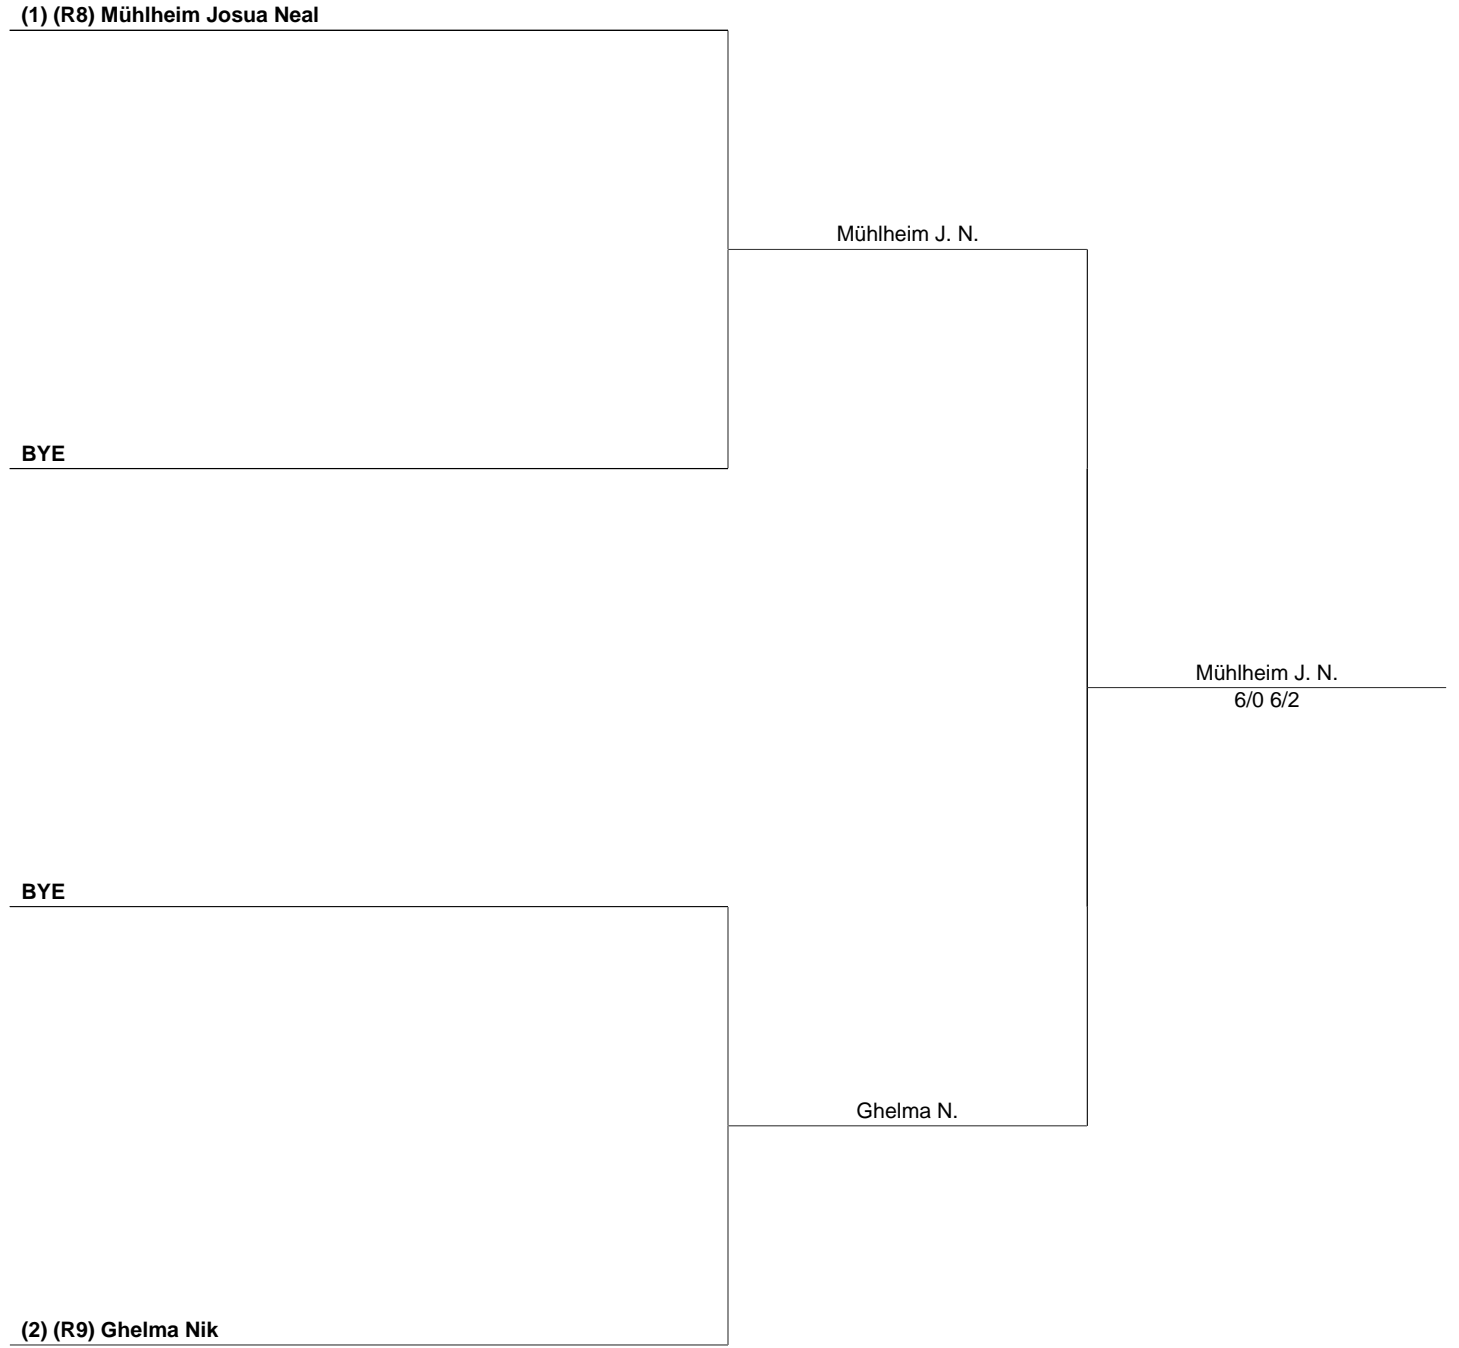 (1) (R8) Mühlheim Josua Neal
Mühlheim J. N.
BYE
Mühlheim J. N.
6/0 6/2
BYE
Ghelma N.
(2) (R9) Ghelma Nik